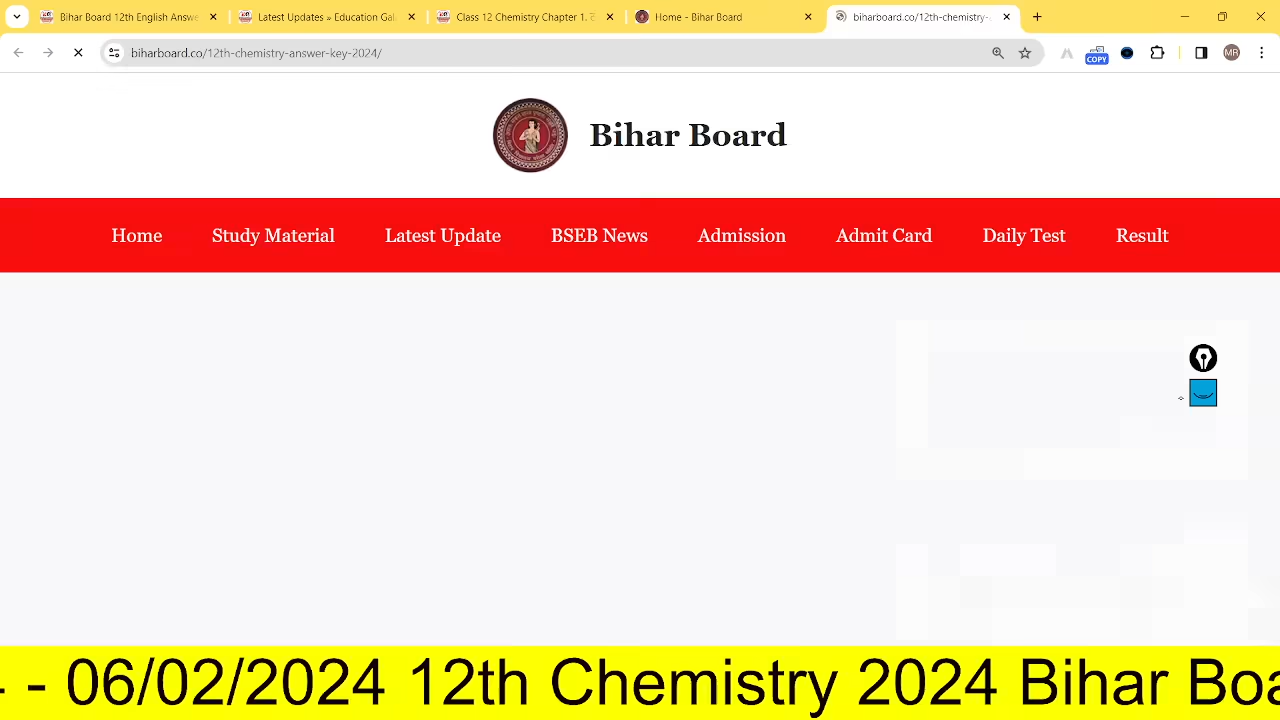 Bihar Board 12th English Answe
Latest Updates » Education Gal
Class 12 Chemistry Chapter 1.
Home - Bihar Board
biharboard.co/12th-chemistry-
biharboard.co/12th-chemistry-answer-key-2024/
COPY
MR
Bihar Board
Home
Study Material
Latest Update
BSEB News
Admission
Admit Card
Daily Test
Result
- 06/02/2024 12th Chemistry 2024 Bihar Boa